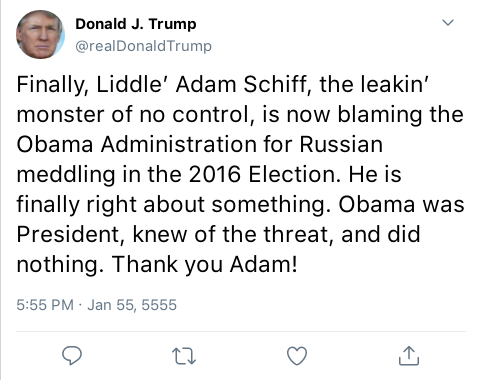 Donald J. Trump
@realDonaldTrump
Finally, Liddle’ Adam Schiff, the leakin’
monster of no control, is now blaming the
Obama Administration for Russian
meddling in the 2016 Election. He is
finally right about something. Obama was
President, knew of the threat, and did
nothing. Thank you Adam!
5:55 PM · Jan 55, 5555